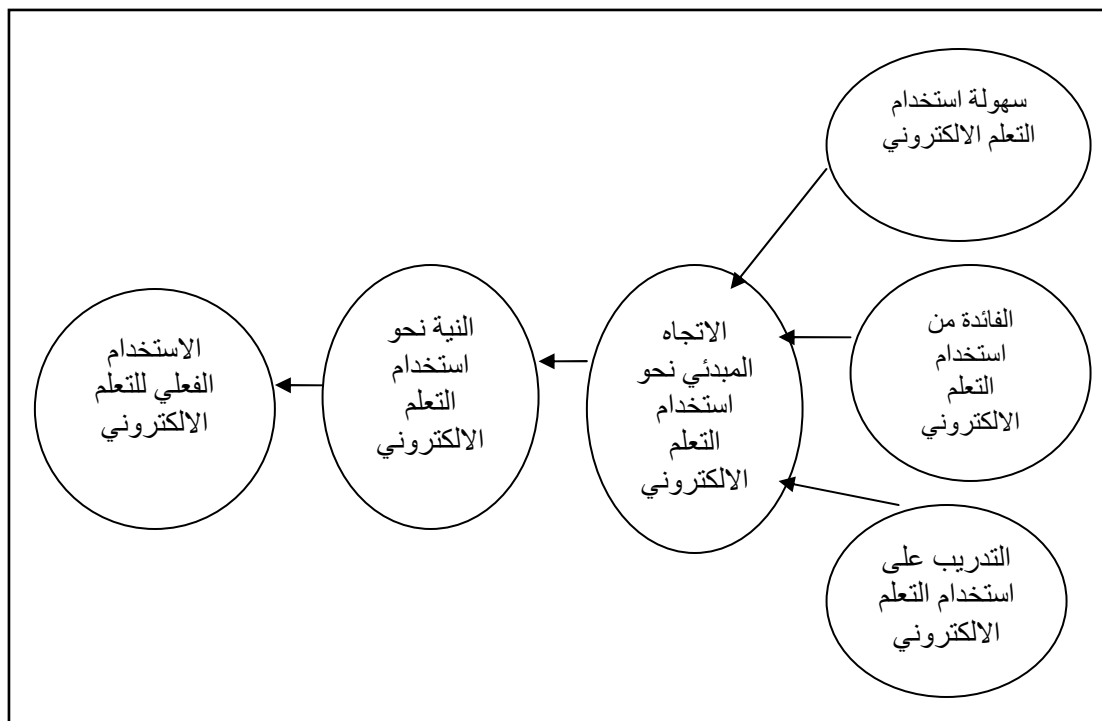 سهولة استخدام
التعلم الالكتروني
الفائدة من
استخدام
التعلم
الالكتروني
التدريب على
استخدام التعلم
الالكتروني
الاتجاه
المبدئي نحو
استخدام
التعلم
الالكتروني
النية نحو
استخدام
التعلم
الالكتروني
الاستخدام
الفعلي للتعلم
الالكتروني